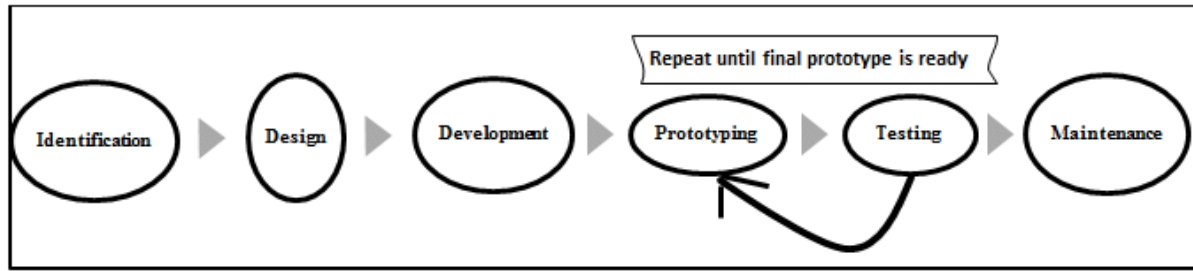 Repeat until final prototype is ready
Identification
Design
Development
Prototyping
Testing
Maintenance